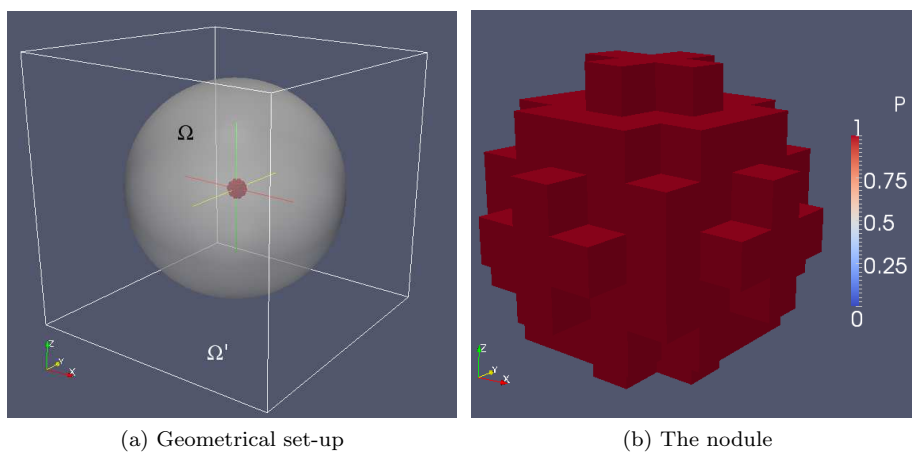 Ω
Ω'
Z
Y
X
P
1
0.75
0.5
0.25
0
Z
Y
X
(a) Geometrical set-up
(b) The nodule